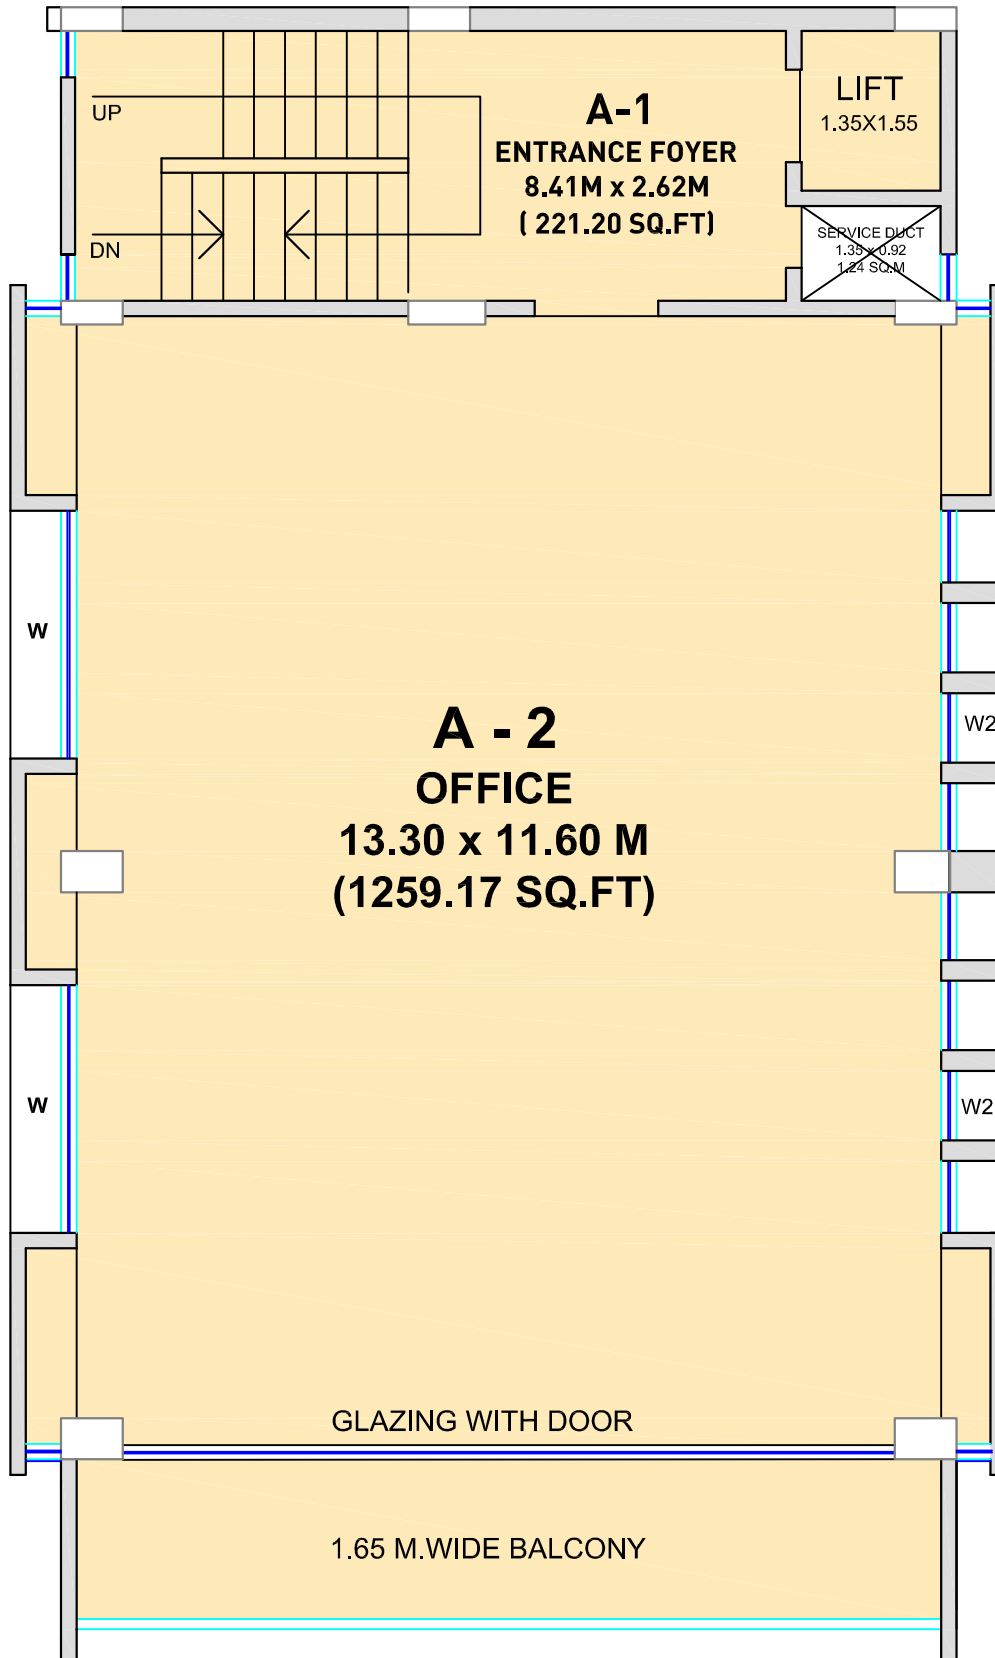 LIFT
1.35X1.55
UP
A-1
ENTRANCE FOYER
8.41M x 2.62M
( 221.20 SQ.FT)
DN
SERVICE DUCT
1.35 x 0.92
1.24 SQ.M
W
W2
A - 2
OFFICE
13.30 x 11.60 M
(1259.17 SQ.FT)
W
W2
GLAZING WITH DOOR
1.65 M.WIDE BALCONY